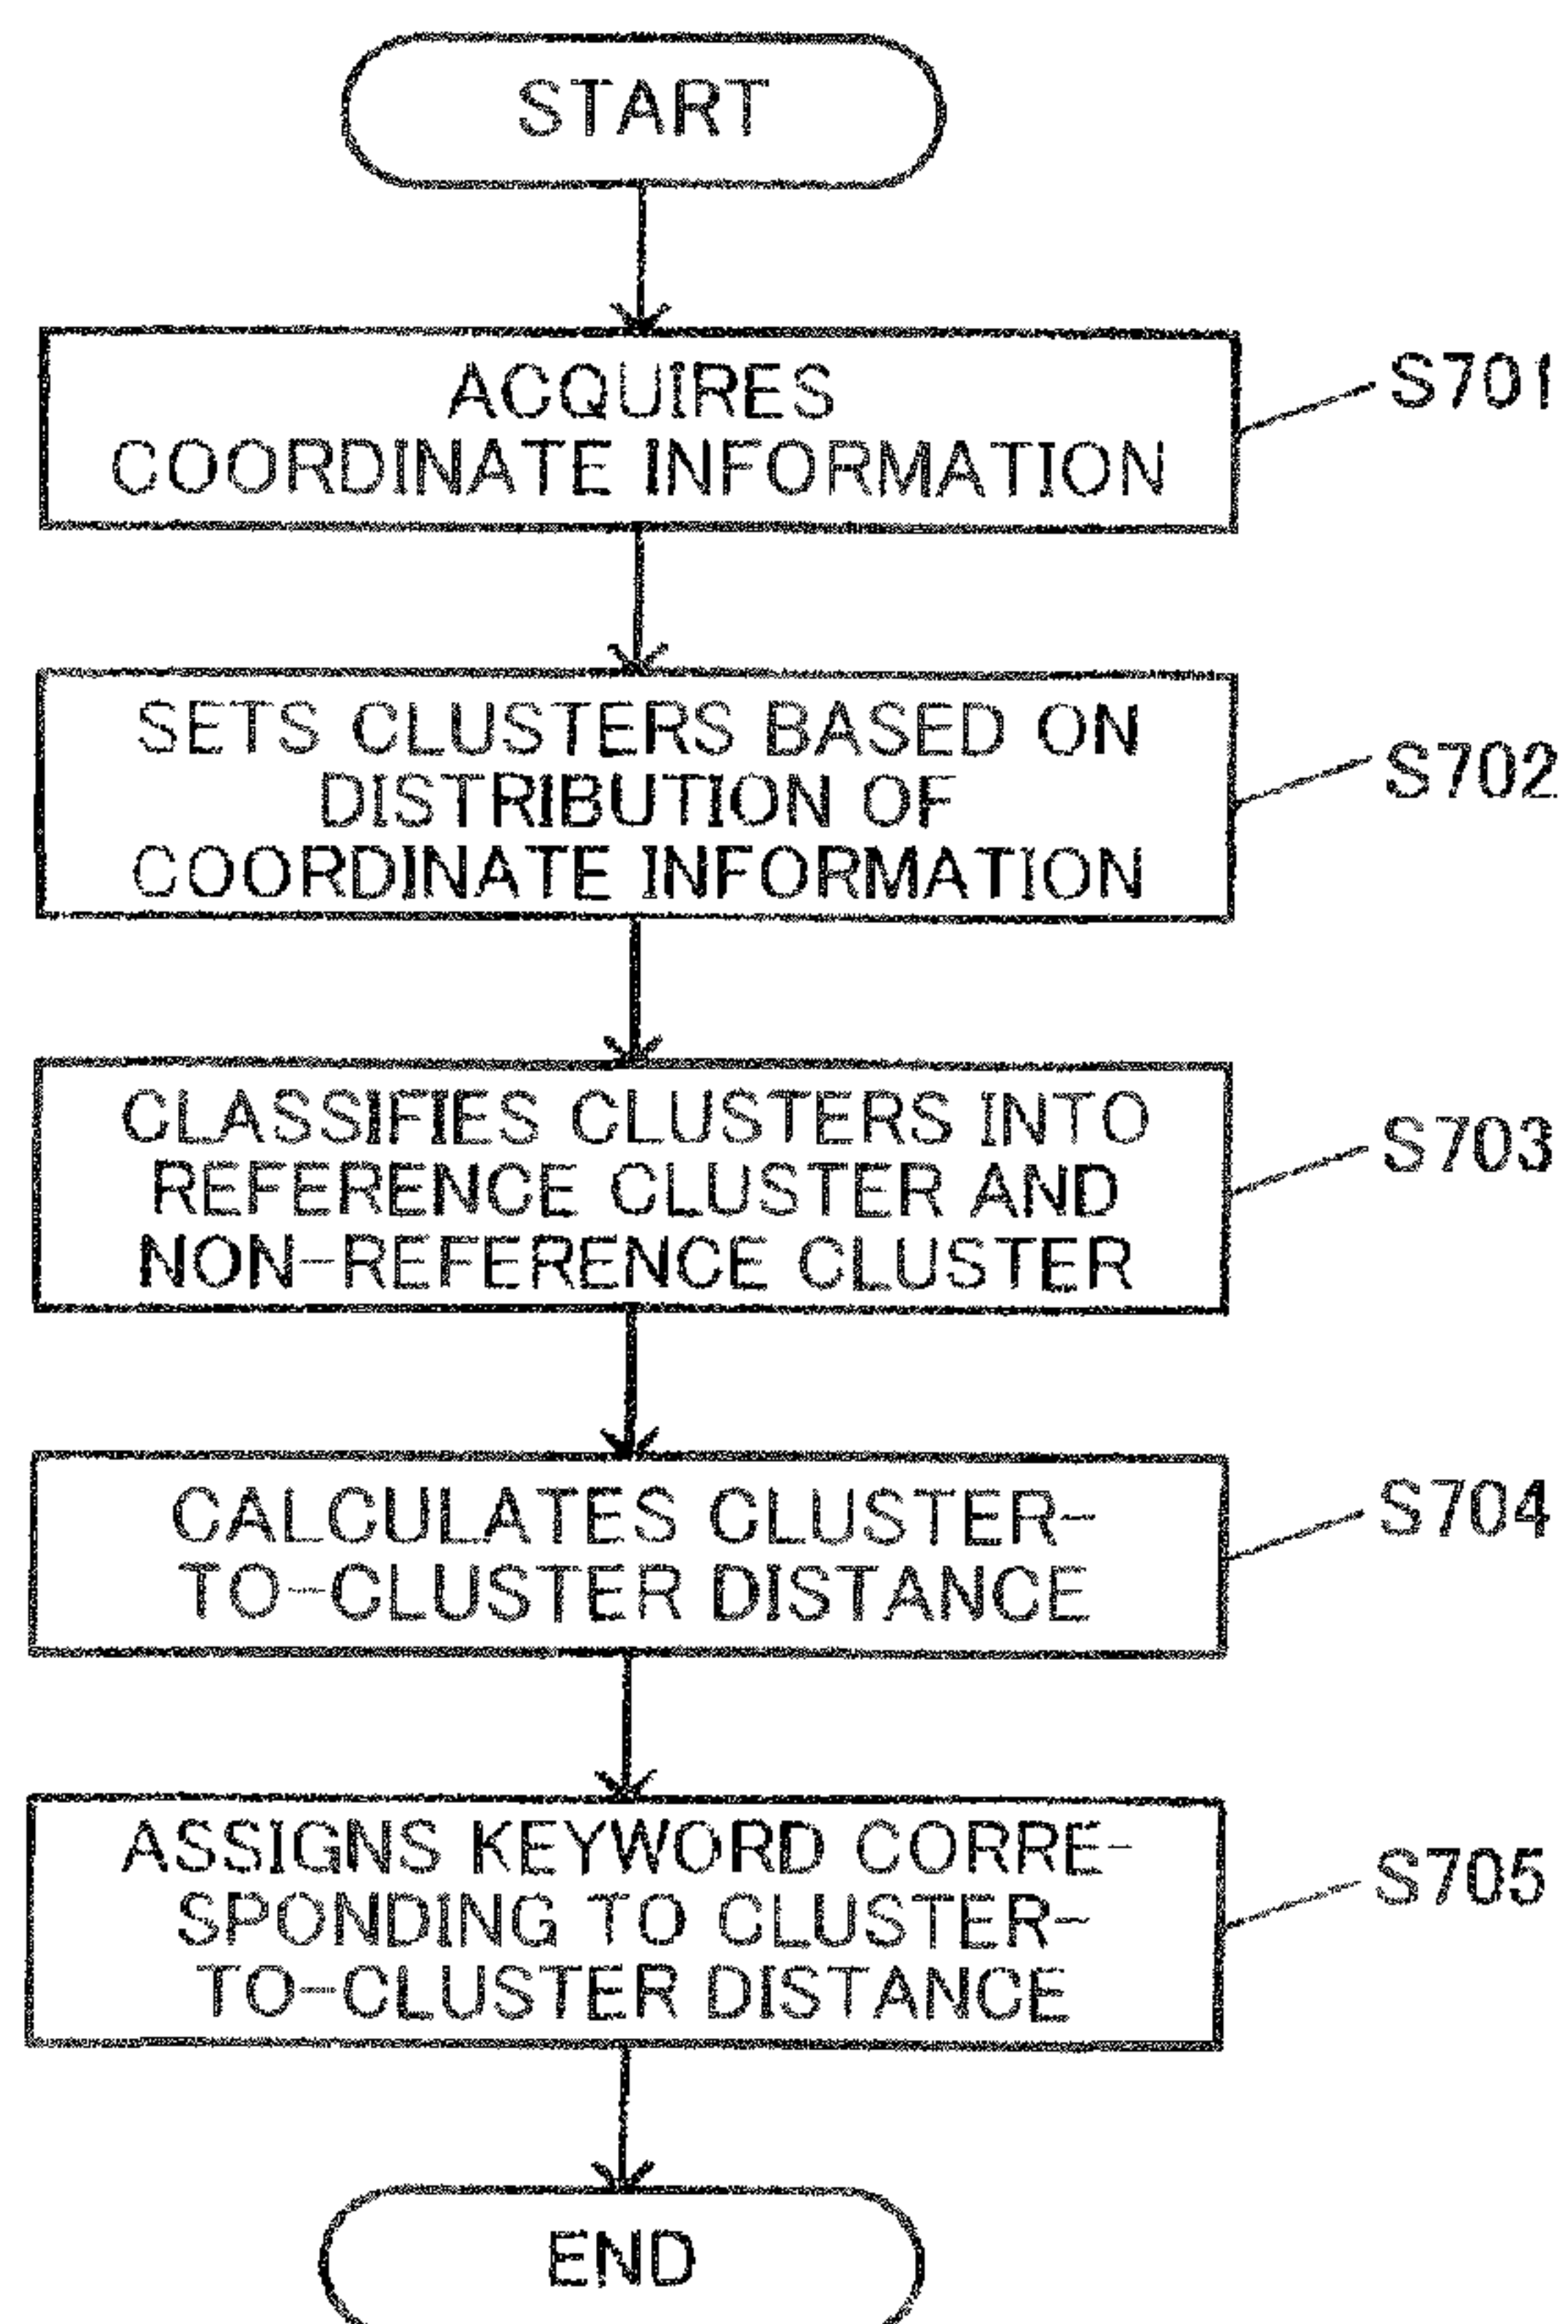 START
ACQUIRES
COORDINATE INFORMATION
S701
SETS CLUSTERS BASED ON
DISTRIBUTION OF
COORDINATE INFORMATION
S702
CLASSIFIES CLUSTERS INTO
REFERENCE CLUSTER AND
NON-REFERENCE CLUSTER
S703
CALCULATES CLUSTER-
TO-CLUSTER DISTANCE
S704
ASSIGNS KEYWORD CORRE-
SPONDING TO CLUSTER-
TO-CLUSTER DISTANCE
S705
END